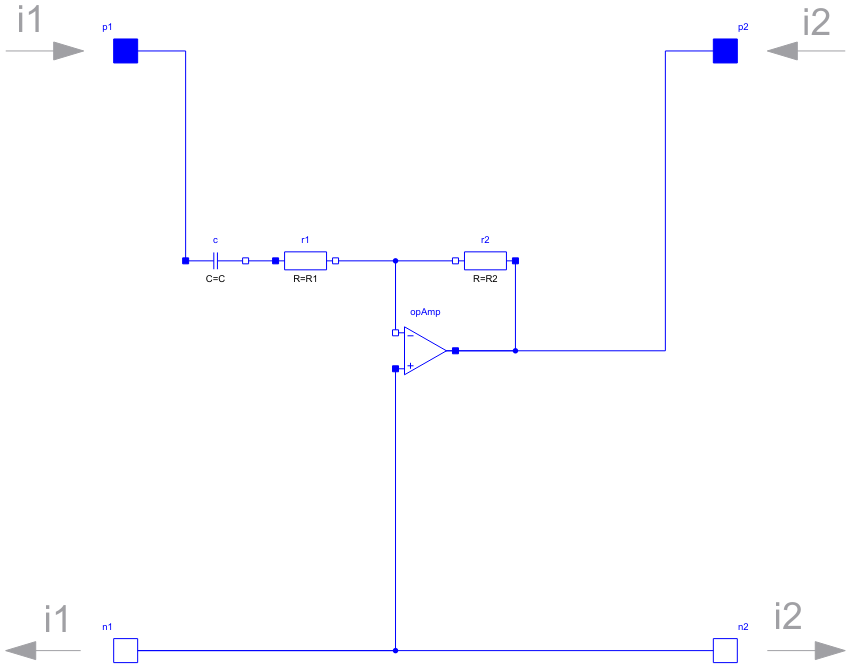 i1
i2
p1
p2
c
r1
r2
C=C
R=R1
R=R2
opAmp
−
+
i1
i2
n1
n2